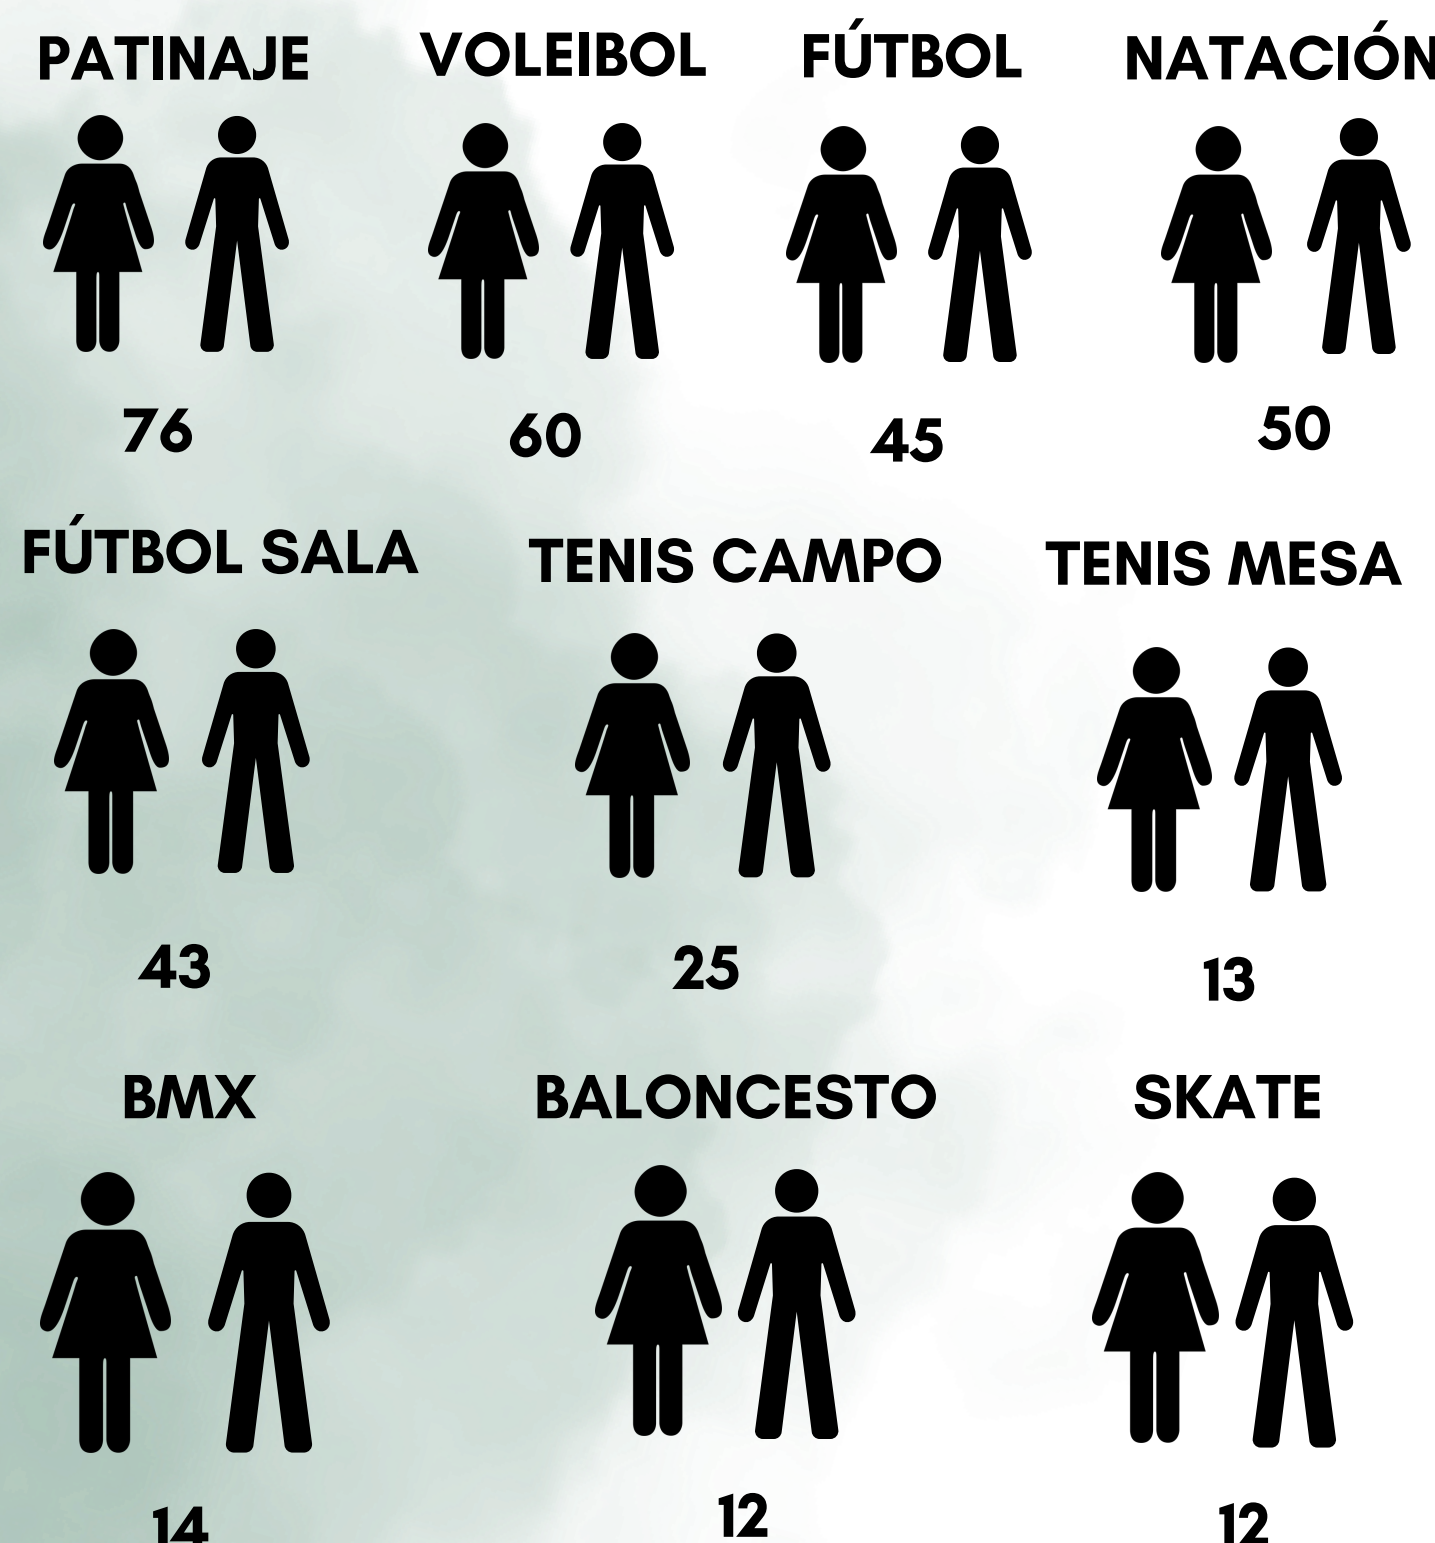 PATINAJE VOLEIBOL FÚTBOL NATACIÓN
76 60 45 50
FÚTBOL SALA TENIS CAMPO TENIS MESA
43 25 13
BMX BALONCESTO SKATE
14 12 12